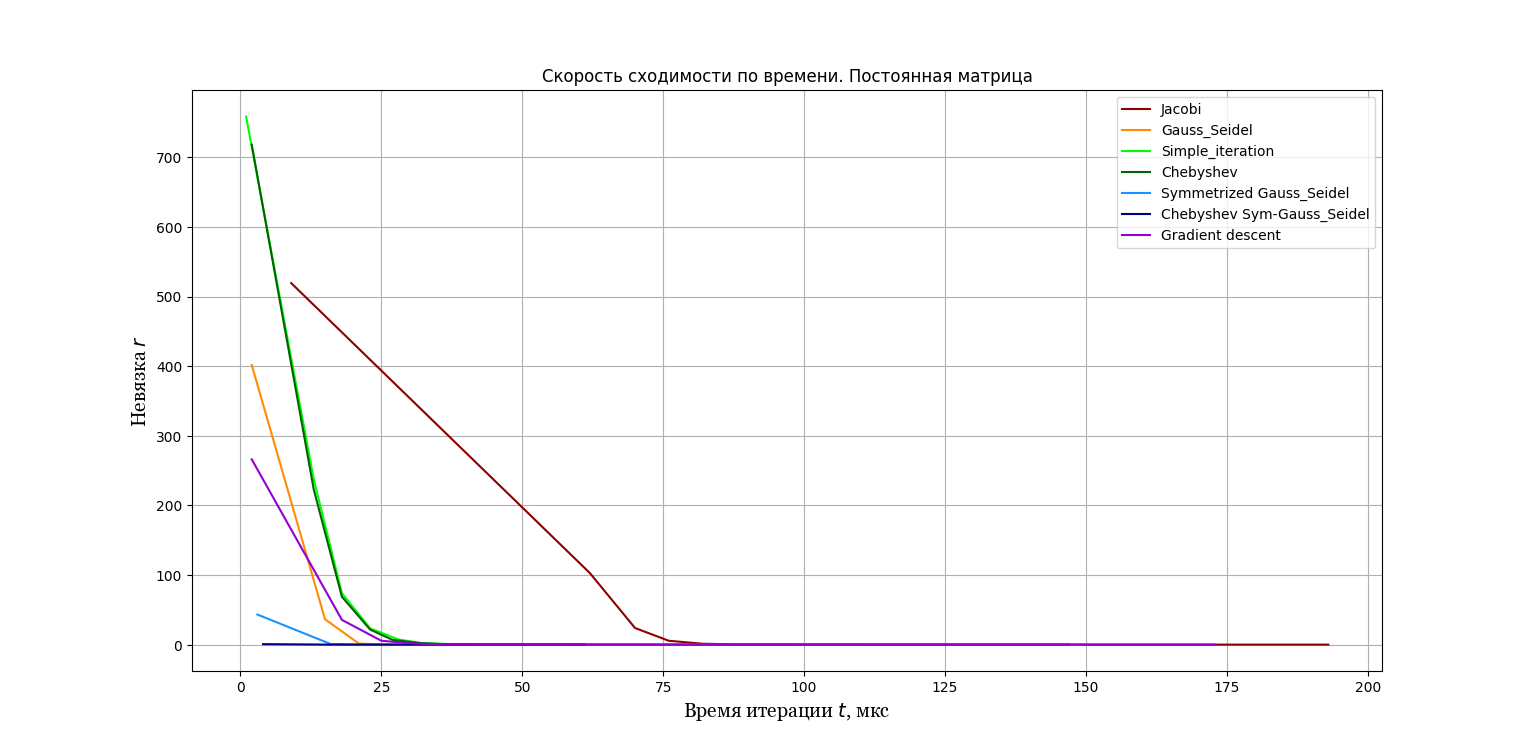 Скорость сходимости по времени. Постоянная матрица
Jacobi
Gauss_Seidel
Simple_iteration
Chebyshev
Symmetrized Gauss_Seidel
Chebyshev Sym-Gauss_Seidel
Gradient descent
Невязка r
700
600
500
400
300
200
100
0
0 25 50 75 100 125 150 175 200
Время итерации t, мкс